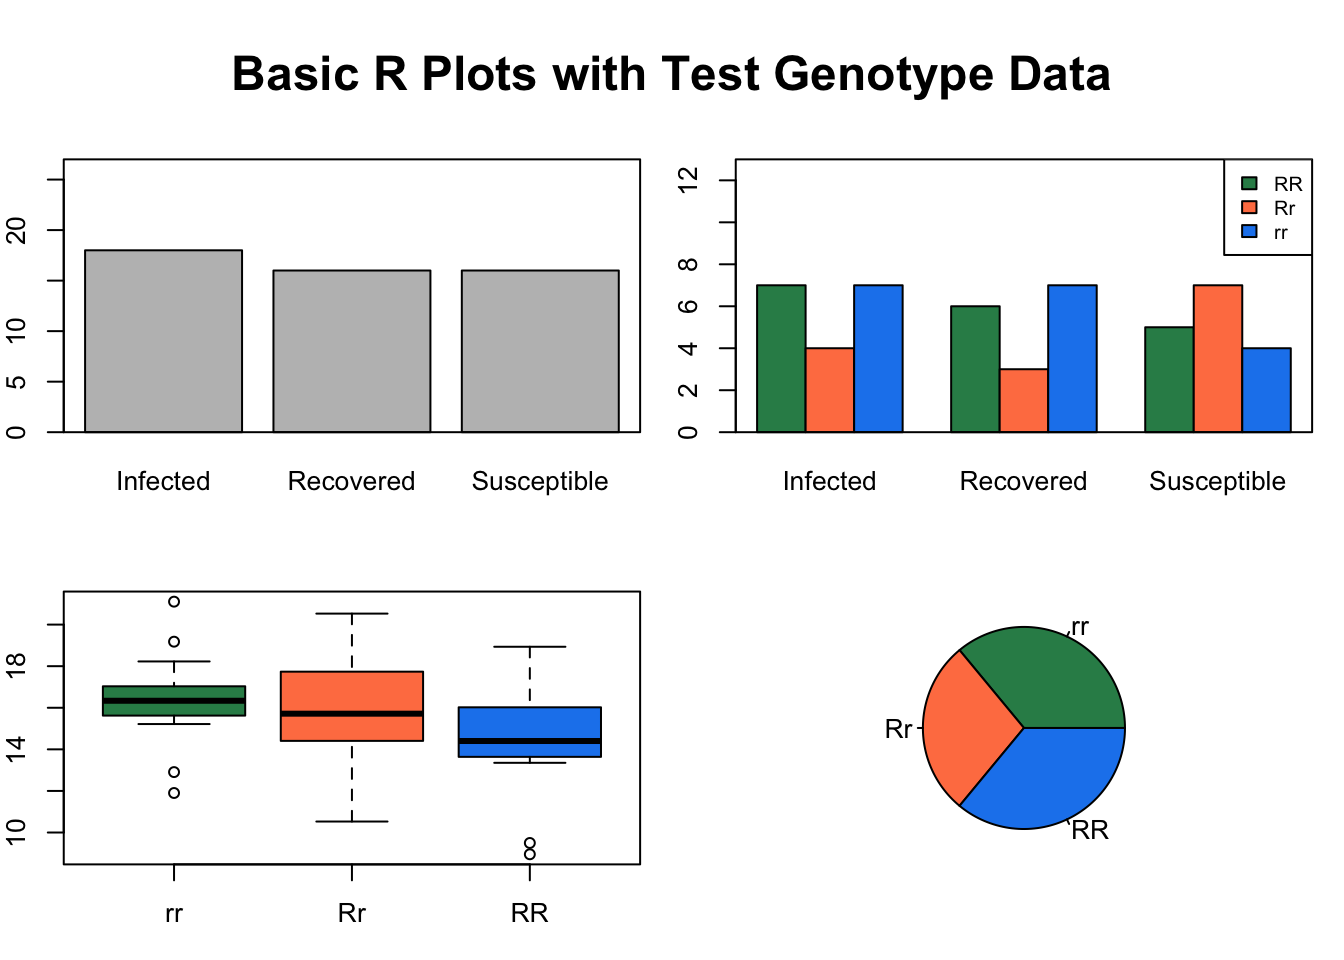 Basic R Plots with Test Genotype Data
20
10
5
0
Infected Recovered Susceptible
12
8
6
4
2
0
RR
Rr
rr
Infected Recovered Susceptible
18
14
10
rr Rr RR
rr
Rr
RR